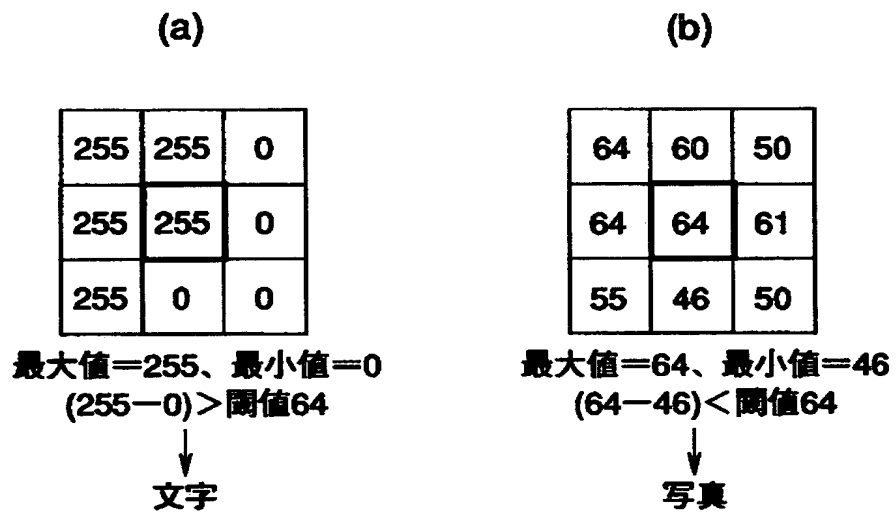 (a)
255 255 0
255 255 0
255 0 0
最大値=255、最小値=0
(255-0)>閾値64
文字
(b)
64 60 50
64 64 61
55 46 50
最大値=64、最小値=46
(64-46)<閾値64
写真